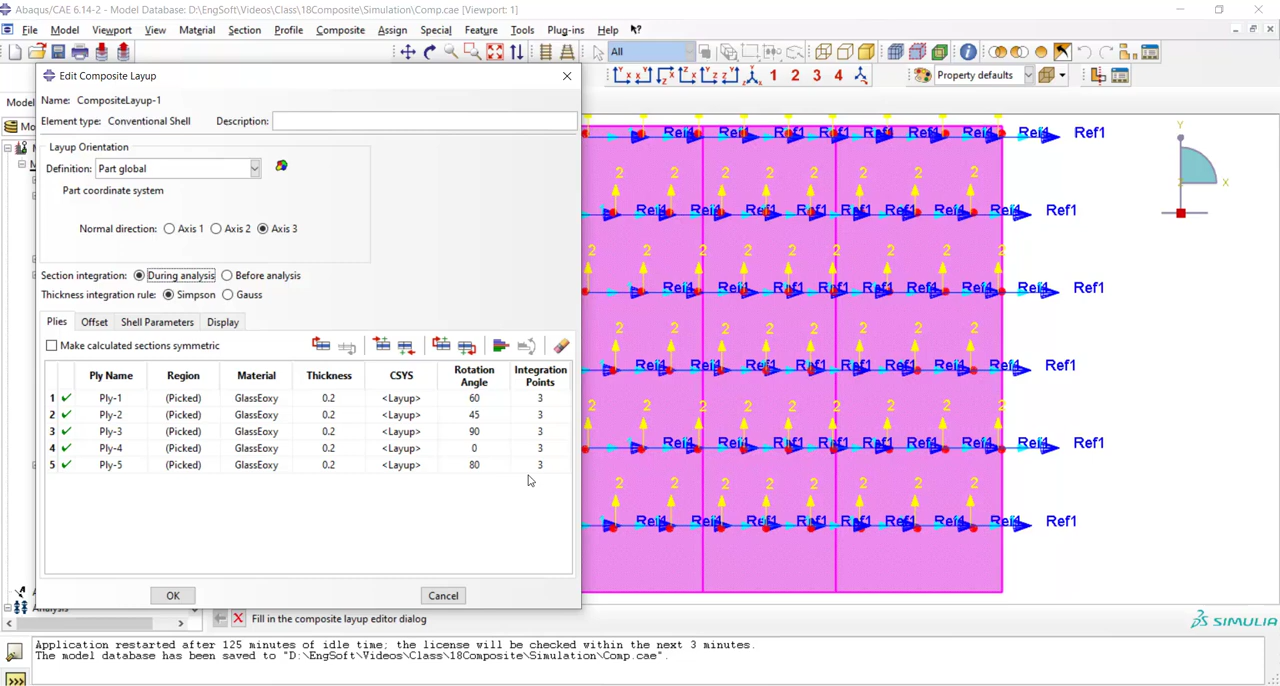 Abaqus/CAE 6.14-2 - Model Database: D:\EngSoft\Videos\Class\18Composite\Simulation\Comp.cae [Viewport: 1]
File Model Viewport View Material Section Profile Composite Assign Special Feature Tools Plug-ins Help
All
1 2 3 4 Property defaults
Edit Composite Layup
Name: CompositeLayup-1
Element type: Conventional Shell Description:
Layup Orientation
Definition: Part global
Part coordinate system
Normal direction: Axis 1 Axis 2 Axis 3
Section integration: During analysis Before analysis
Thickness integration rule: Simpson Gauss
Plies Offset Shell Parameters Display
Make calculated sections symmetric
Ply Name Region Material Thickness CSYS Rotation Angle Integration Points
1 Ply-1 (Picked) GlassEoxy 0.2 <Layup> 60 3
2 Ply-2 (Picked) GlassEoxy 0.2 <Layup> 45 3
3 Ply-3 (Picked) GlassEoxy 0.2 <Layup> 90 3
4 Ply-4 (Picked) GlassEoxy 0.2 <Layup> 0 3
5 Ply-5 (Picked) GlassEoxy 0.2 <Layup> 80 3
OK Cancel
Ref1
Ref1
Ref1
Ref1
Ref1
Ref1
Y
X
Fill in the composite layup editor dialog
SIMULIA
Application restarted after 125 minutes of idle time; the license will be checked within the next 3 minutes.
The model database has been saved to "D:\EngSoft\Videos\Class\18Composite\Simulation\Comp.cae".
>>>